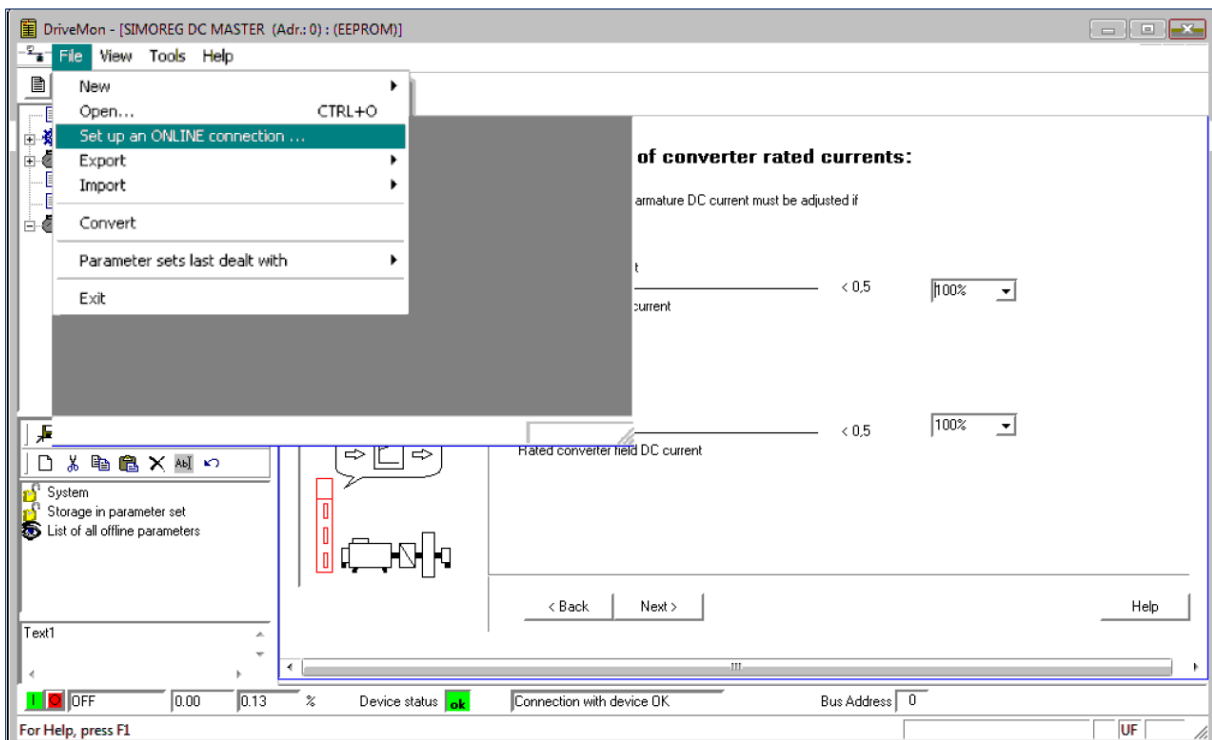 DriveMon - [SIMOREG DC MASTER (Adr.: 0) : (EEPROM)]
File View Tools Help
New
Open... CTRL+O
Set up an ONLINE connection ...
Export
Import
Convert
Parameter sets last dealt with
Exit
of converter rated currents:
armature DC current must be adjusted if
t
< 0,5 100%
current
< 0,5 100%
Rated converter field DC current
Ab
System
Storage in parameter set
List of all offline parameters
< Back Next > Help
Text1
I O OFF 0.00 0.13 % Device status ok Connection with device OK Bus Address 0
For Help, press F1 UF